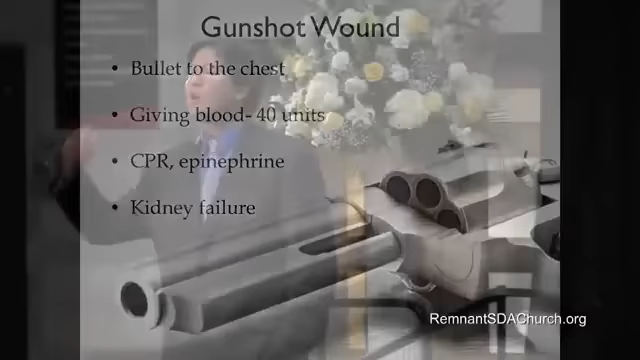 Gunshot Wound
• Bullet to the chest
• Giving blood- 40 units
• CPR, epinephrine
• Kidney failure
RemnantSDAChurch.org